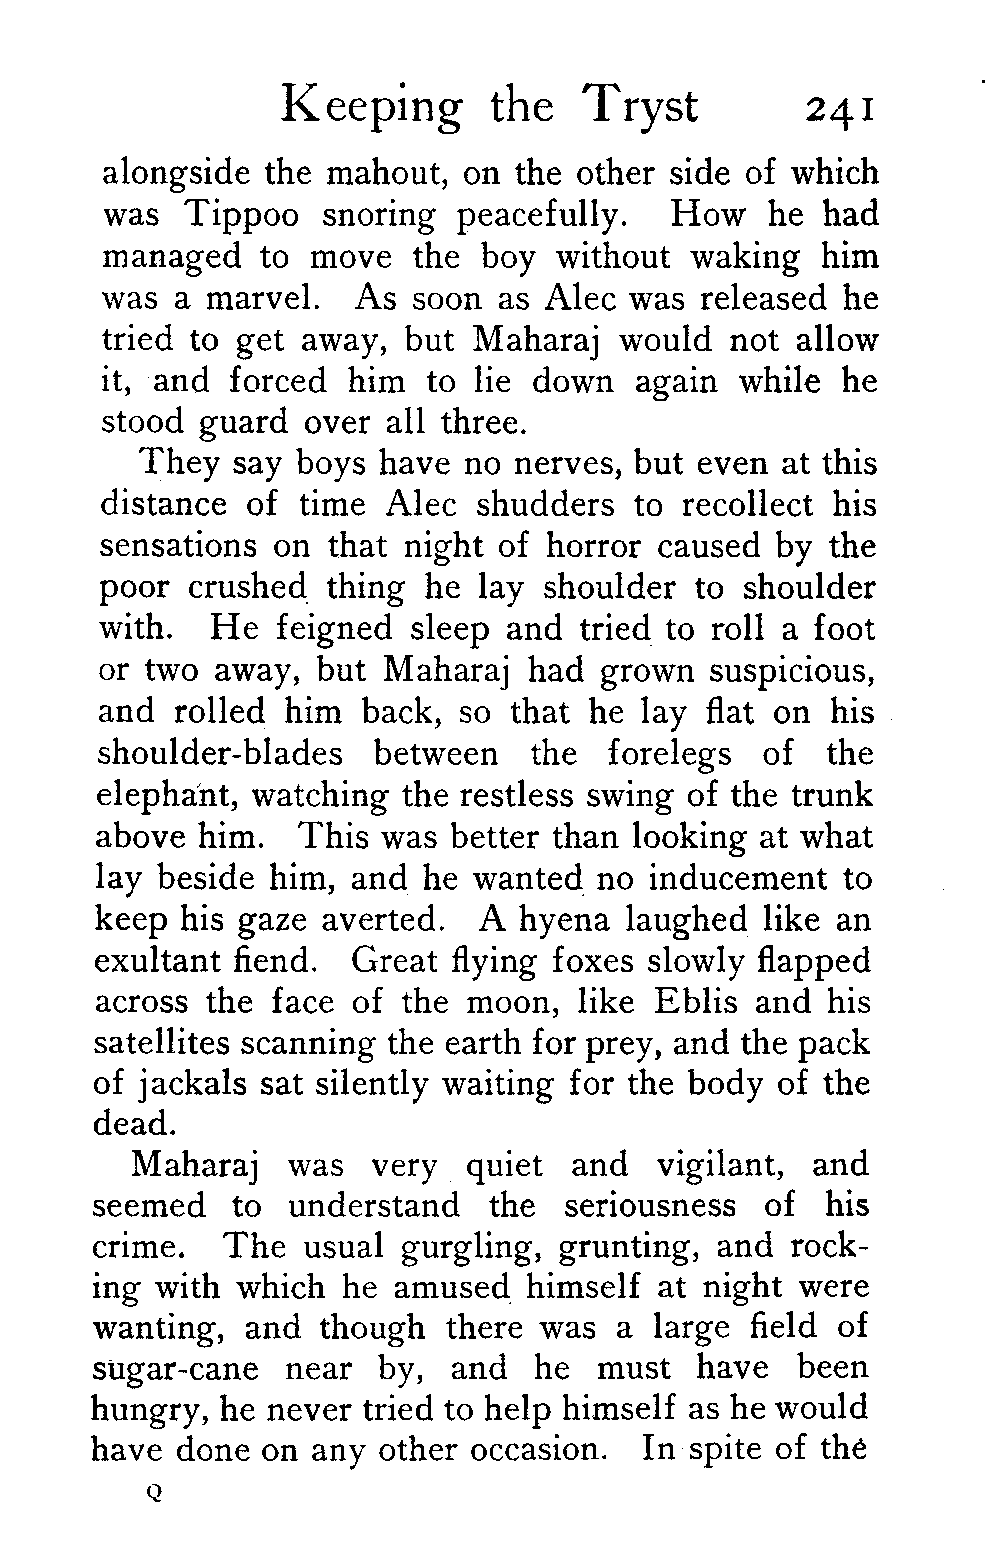 Keeping the Tryst 241
alongside the mahout, on the other side of which
was Tippoo snoring peacefully. How he had
managed to move the boy without waking him
was a marvel. As soon as Alec was released he
tried to get away, but Maharaj would not allow
it, and forced him to lie down again while he
stood guard over all three.
They say boys have no nerves, but even at this
distance of time Alec shudders to recollect his
sensations on that night of horror caused by the
poor crushed thing he lay shoulder to shoulder
with. He feigned sleep and tried to roll a foot
or two away, but Maharaj had grown suspicious,
and rolled him back, so that he lay flat on his
shoulder-blades between the forelegs of the
elephant, watching the restless swing of the trunk
above him. This was better than looking at what
lay beside him, and he wanted no inducement to
keep his gaze averted. A hyena laughed like an
exultant fiend. Great flying foxes slowly flapped
across the face of the moon, like Eblis and his
satellites scanning the earth for prey, and the pack
of jackals sat silently waiting for the body of the
dead.
Maharaj was very quiet and vigilant, and
seemed to understand the seriousness of his
crime. The usual gurgling, grunting, and rock-
ing with which he amused himself at night were
wanting, and though there was a large field of
sugar-cane near by, and he must have been
hungry, he never tried to help himself as he would
have done on any other occasion. In spite of the
Q